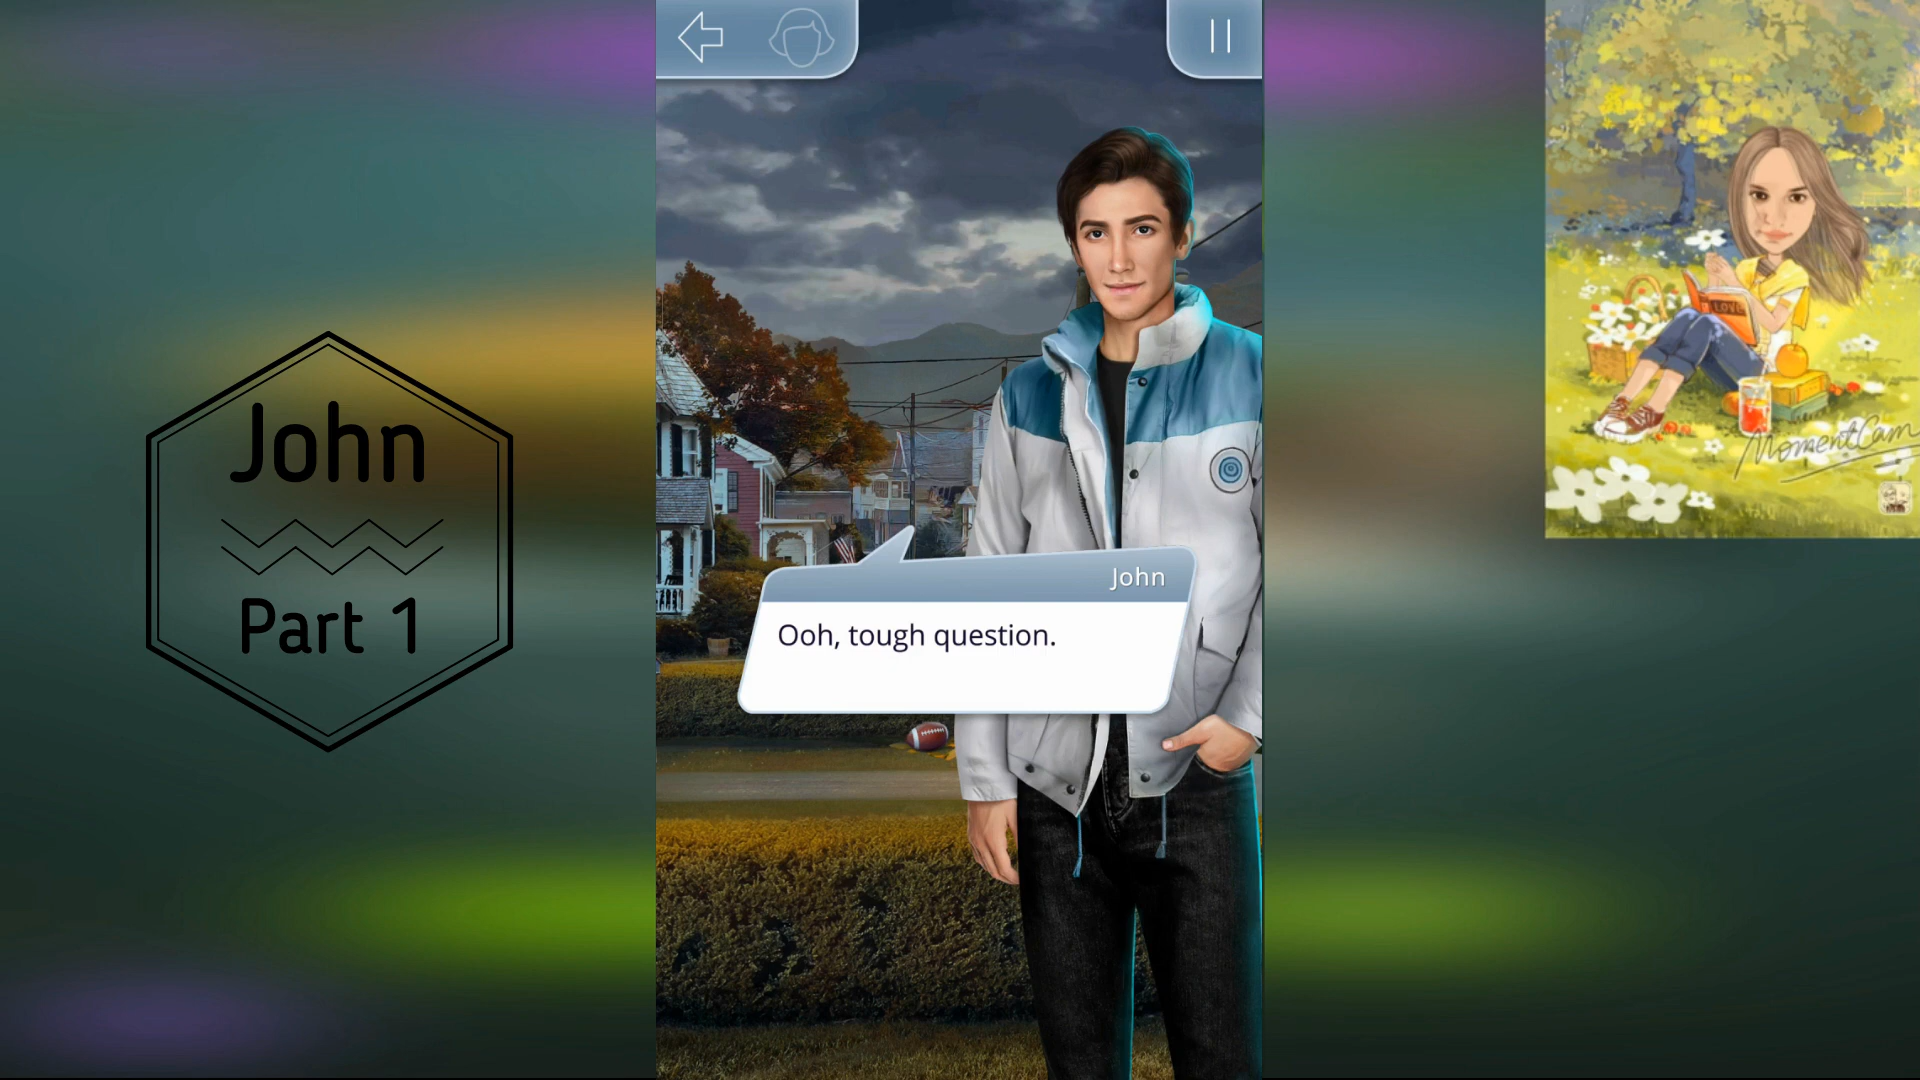 John
Part 1
John
Ooh, tough question.
LOVE
MomentCam